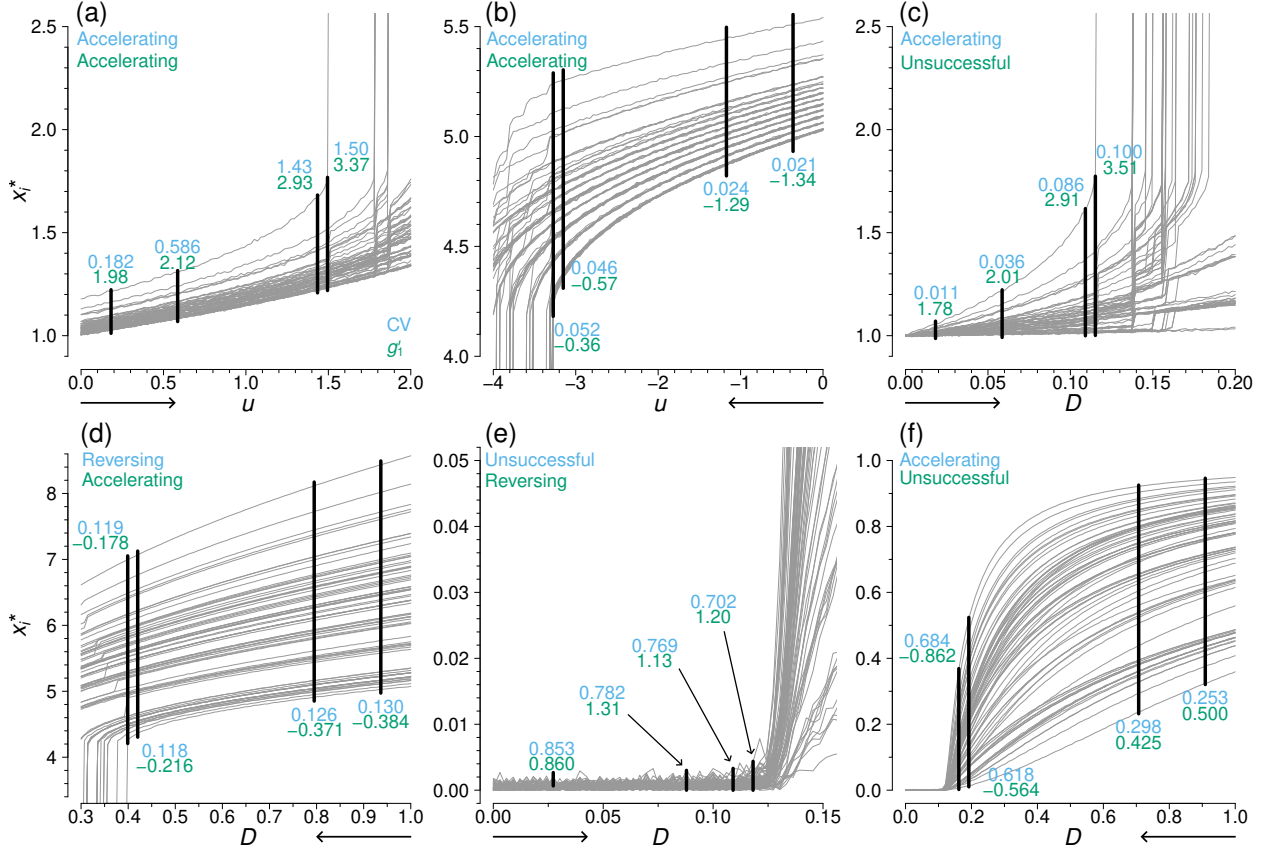 (a)
Accelerating
Accelerating
2.5
2.0
1.5
1.0
x_i*
0.182
1.98
0.586
2.12
1.43
2.93
1.50
3.37
CV
g'_1
0.0 0.5 1.0 1.5 2.0
u
(b)
Accelerating
Accelerating
5.5
5.0
4.5
4.0
0.021
−1.34
0.024
−1.29
0.046
−0.57
0.052
−0.36
−4 −3 −2 −1 0
u
(c)
Accelerating
Unsuccessful
2.5
2.0
1.5
1.0
0.011
1.78
0.036
2.01
0.086
2.91
0.100
3.51
0.00 0.05 0.10 0.15 0.20
D
(d)
Reversing
Accelerating
8
7
6
5
4
x_i*
0.119
−0.178
0.118
−0.216
0.126
−0.371
0.130
−0.384
0.3 0.4 0.5 0.6 0.7 0.8 0.9 1.0
D
(e)
Unsuccessful
Reversing
0.05
0.04
0.03
0.02
0.01
0.00
0.853
0.860
0.782
1.31
0.769
1.13
0.702
1.20
0.00 0.05 0.10 0.15
D
(f)
Accelerating
Unsuccessful
1.0
0.8
0.6
0.4
0.2
0.0
0.684
−0.862
0.618
−0.564
0.298
0.425
0.253
0.500
0.0 0.2 0.4 0.6 0.8 1.0
D